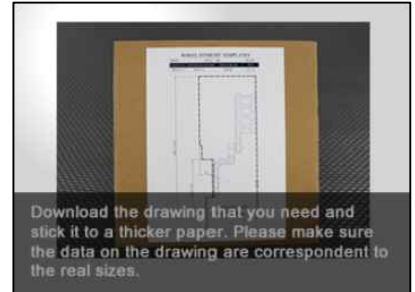 Download the drawing that you need and
stick it to a thicker paper. Please make sure
the data on the drawing are correspondent to
the real sizes.